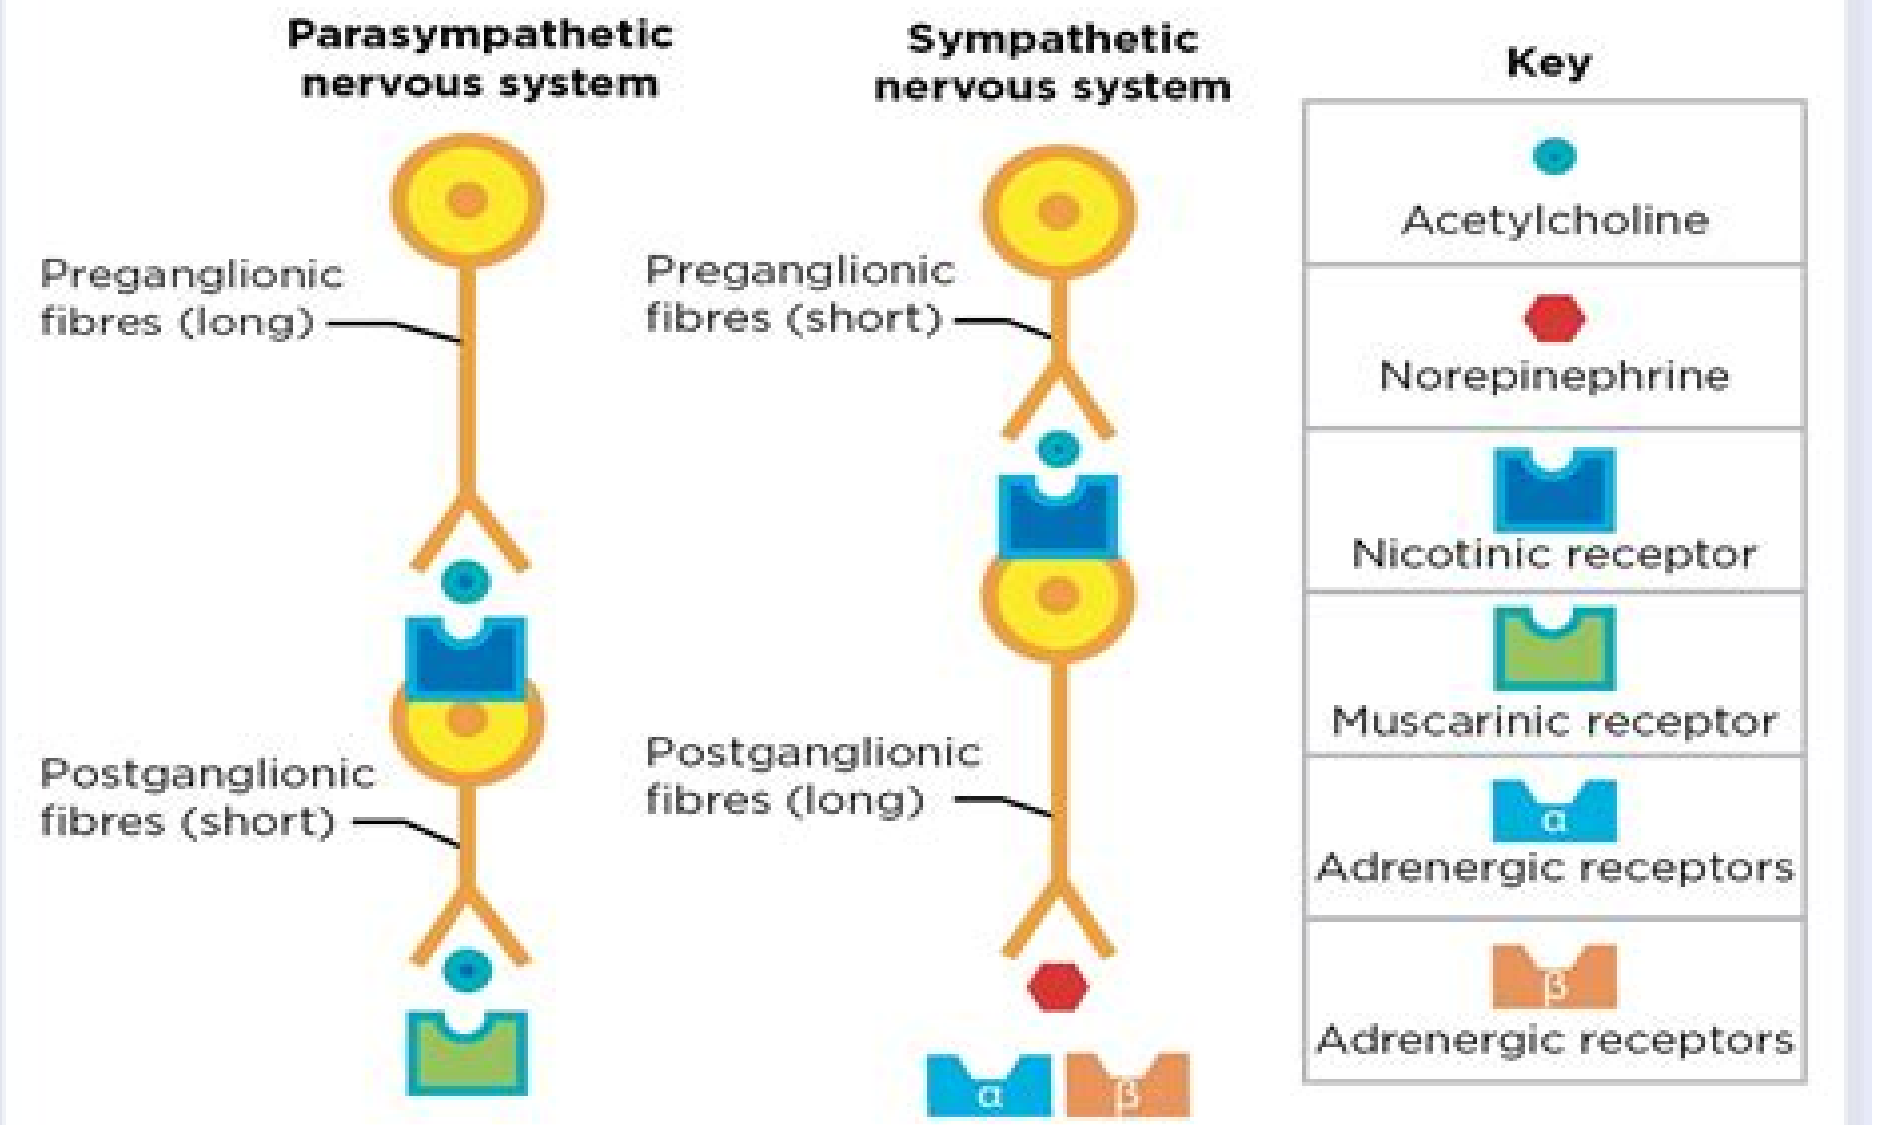 Parasympathetic
nervous system
Preganglionic
fibres (long)
Postganglionic
fibres (short)
Sympathetic
nervous system
Preganglionic
fibres (short)
Postganglionic
fibres (long)
α
β
Key
Acetylcholine
Norepinephrine
Nicotinic receptor
Muscarinic receptor
α
Adrenergic receptors
β
Adrenergic receptors